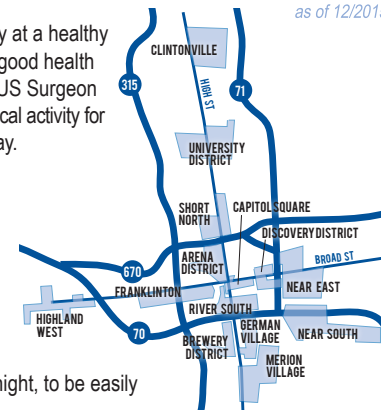 as of 12/201
y at a healthy
good health
US Surgeon
cal activity for
ay.
CLINTONVILLE
HIGH ST
315
71
UNIVERSITY
DISTRICT
SHORT
NORTH
CAPITOL SQUARE
DISCOVERY DISTRICT
ARENA
DISTRICT
BROAD ST
670
FRANKLINTON
NEAR EAST
RIVER SOUTH
HIGHLAND
WEST
70
BREWERY
DISTRICT
GERMAN
VILLAGE
NEAR SOUTH
MERION
VILLAGE
night, to be easily